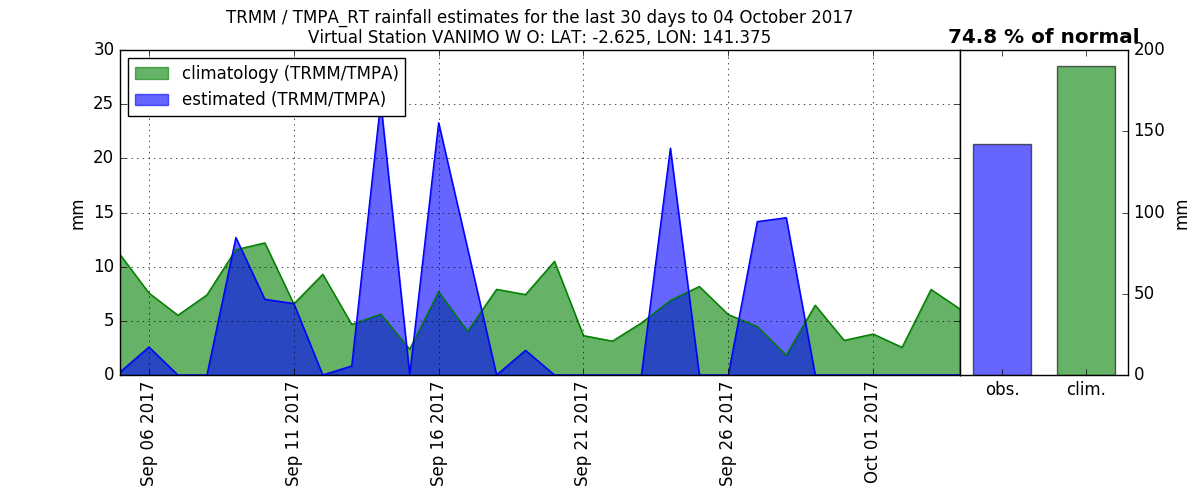 TRMM / TMPA_RT rainfall estimates for the last 30 days to 04 October 2017
Virtual Station VANIMO W O: LAT: -2.625, LON: 141.375
74.8 % of normal
climatology (TRMM/TMPA)
estimated (TRMM/TMPA)
30
25
20
15
10
5
0
mm
Sep 06 2017
Sep 11 2017
Sep 16 2017
Sep 21 2017
Sep 26 2017
Oct 01 2017
200
150
100
50
0
mm
obs.
clim.